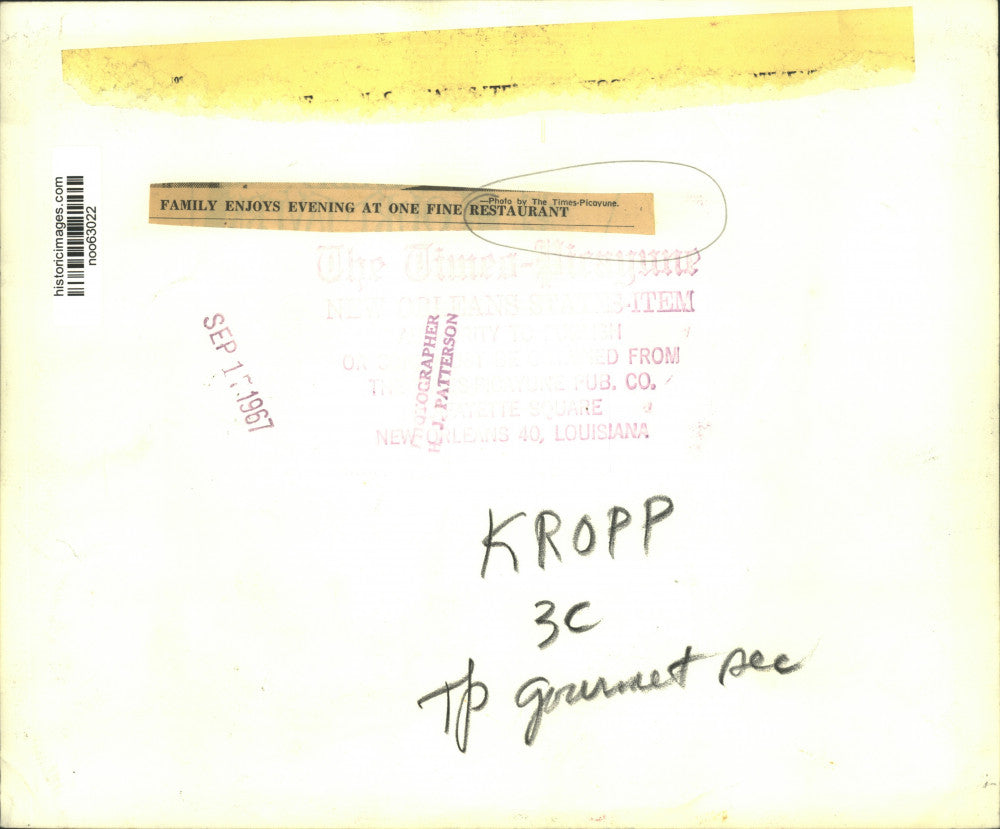 historicimages.com
noo63022
—Photo by The Times-Picayune.
FAMILY ENJOYS EVENING AT ONE FINE RESTAURANT
The Times-Picayune
NEW ORLEANS STATES-ITEM
FROM
PUB. CO.
SQUARE
NEW ORLEANS 40, LOUISIANA
PHOTOGRAPHER
H. J. PATTERSON
SEP 1 1967
KROPP
3C
TP gourmet sec